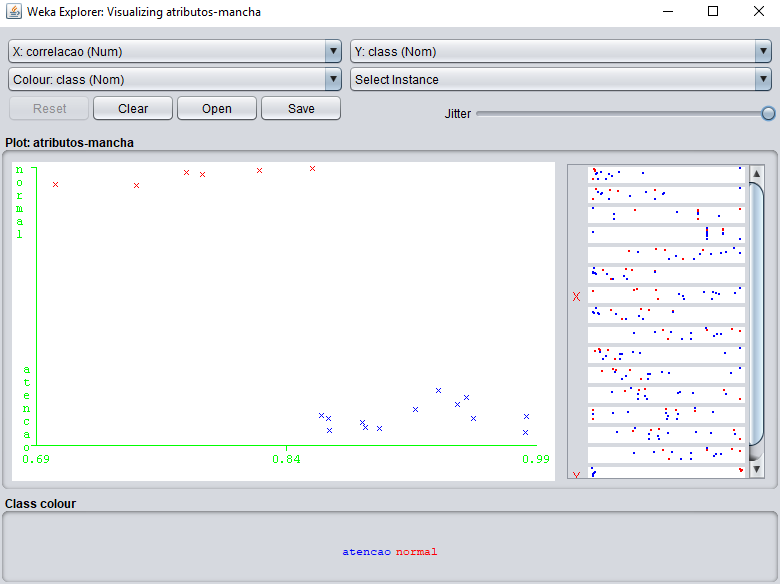 Weka Explorer: Visualizing atributos-mancha
X: correlacao (Num)
Y: class (Nom)
Colour: class (Nom)
Select Instance
Reset
Clear
Open
Save
Jitter
Plot: atributos-mancha
normal
atencao
0.69
0.84
0.99
X
Y
Class colour
atencao normal